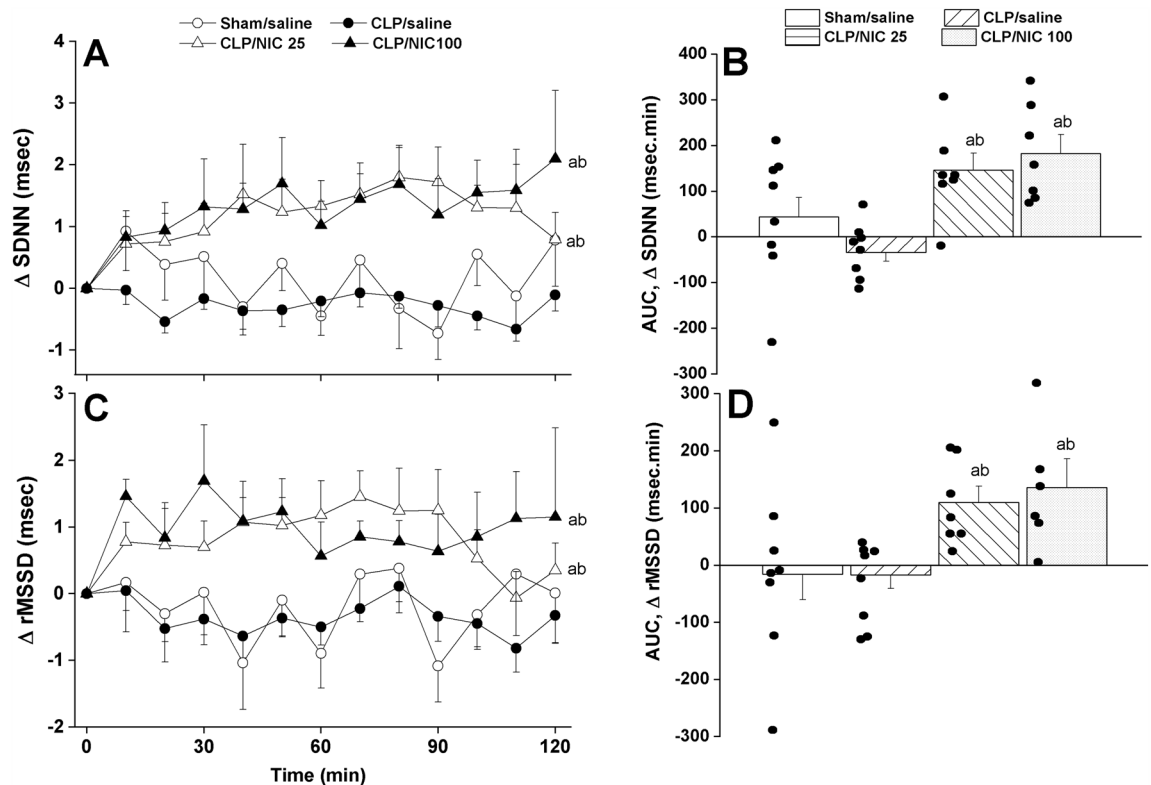 Sham/saline CLP/saline
CLP/NIC 25 CLP/NIC100
A
4
3
2
1
0
-1
Δ SDNN (msec)
ab
ab
Sham/saline CLP/saline
CLP/NIC 25 CLP/NIC 100
B
400
300
200
100
0
-100
-200
-300
AUC, Δ SDNN (msec.min)
ab
ab
C
3
2
1
0
-1
-2
Δ rMSSD (msec)
ab
ab
0 30 60 90 120
Time (min)
D
300
200
100
0
-100
-200
-300
AUC, Δ rMSSD (msec.min)
ab
ab